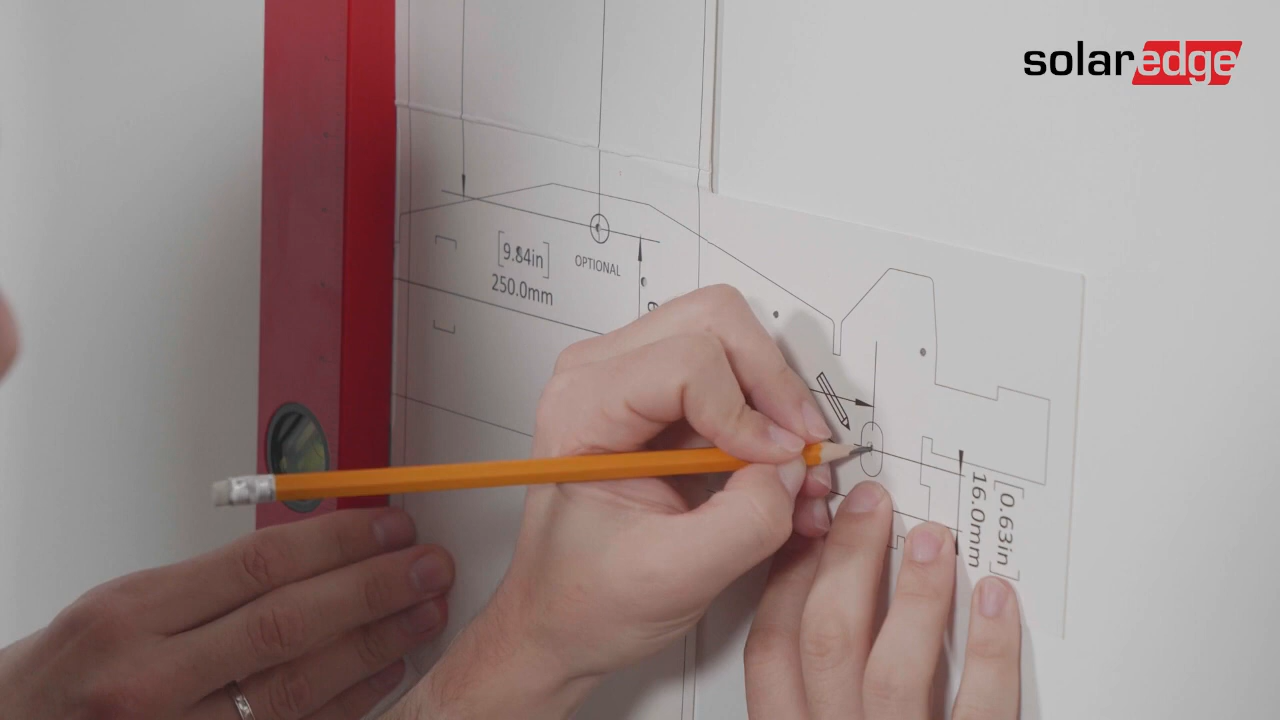 solaredge
[9.84in]
250.0mm
OPTIONAL
[0.63in]
16.0mm